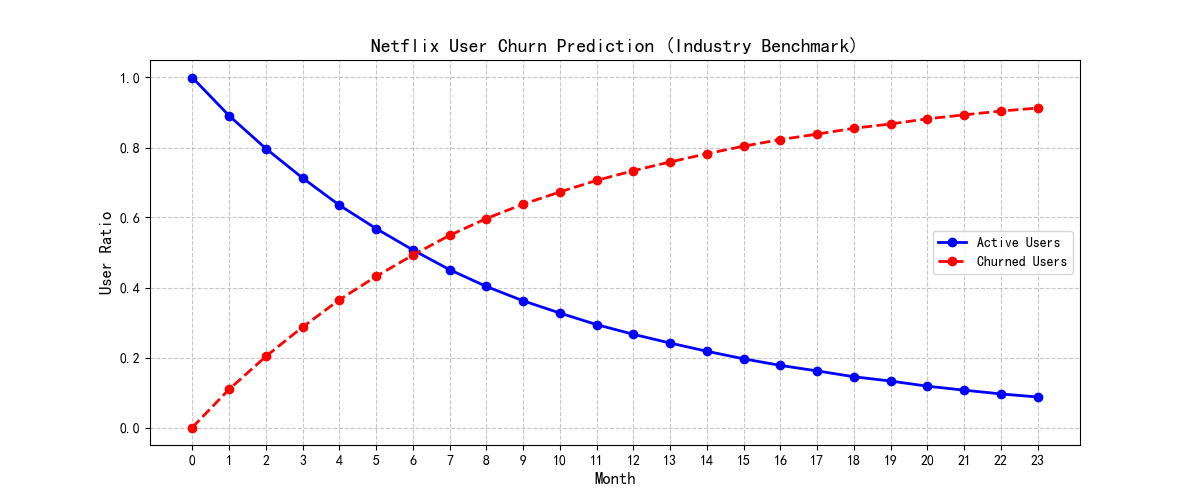 Netflix User Churn Prediction (Industry Benchmark)
1.0
0.8
0.6
0.4
0.2
0.0
User Ratio
Active Users
Churned Users
0 1 2 3 4 5 6 7 8 9 10 11 12 13 14 15 16 17 18 19 20 21 22 23
Month